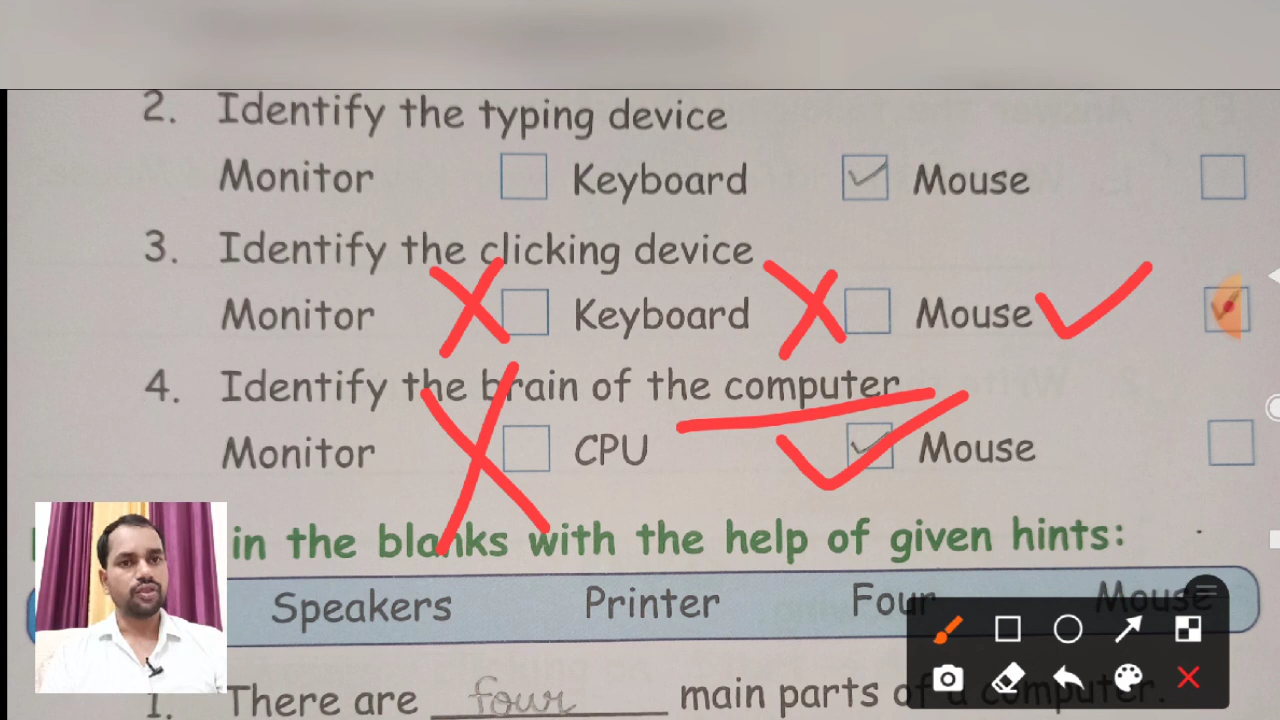 2. Identify the typing device
Monitor Keyboard Mouse
3. Identify the clicking device
Monitor Keyboard Mouse
4. Identify the brain of the computer
Monitor CPU Mouse
in the blanks with the help of given hints:
Speakers Printer Four Mouse
1. There are four main parts of a computer.